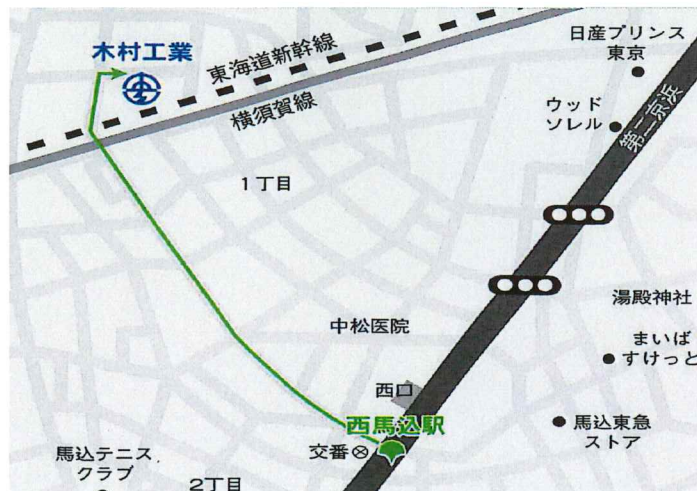 木村工業
東海道新幹線
横須賀線
日産プリンス
東京
ウッド
ソレル
第二京浜
1丁目
湯殿神社
中松医院
まいば
すけっと
西口
西馬込駅
交番
馬込東急
ストア
馬込テニス
クラブ
2丁目